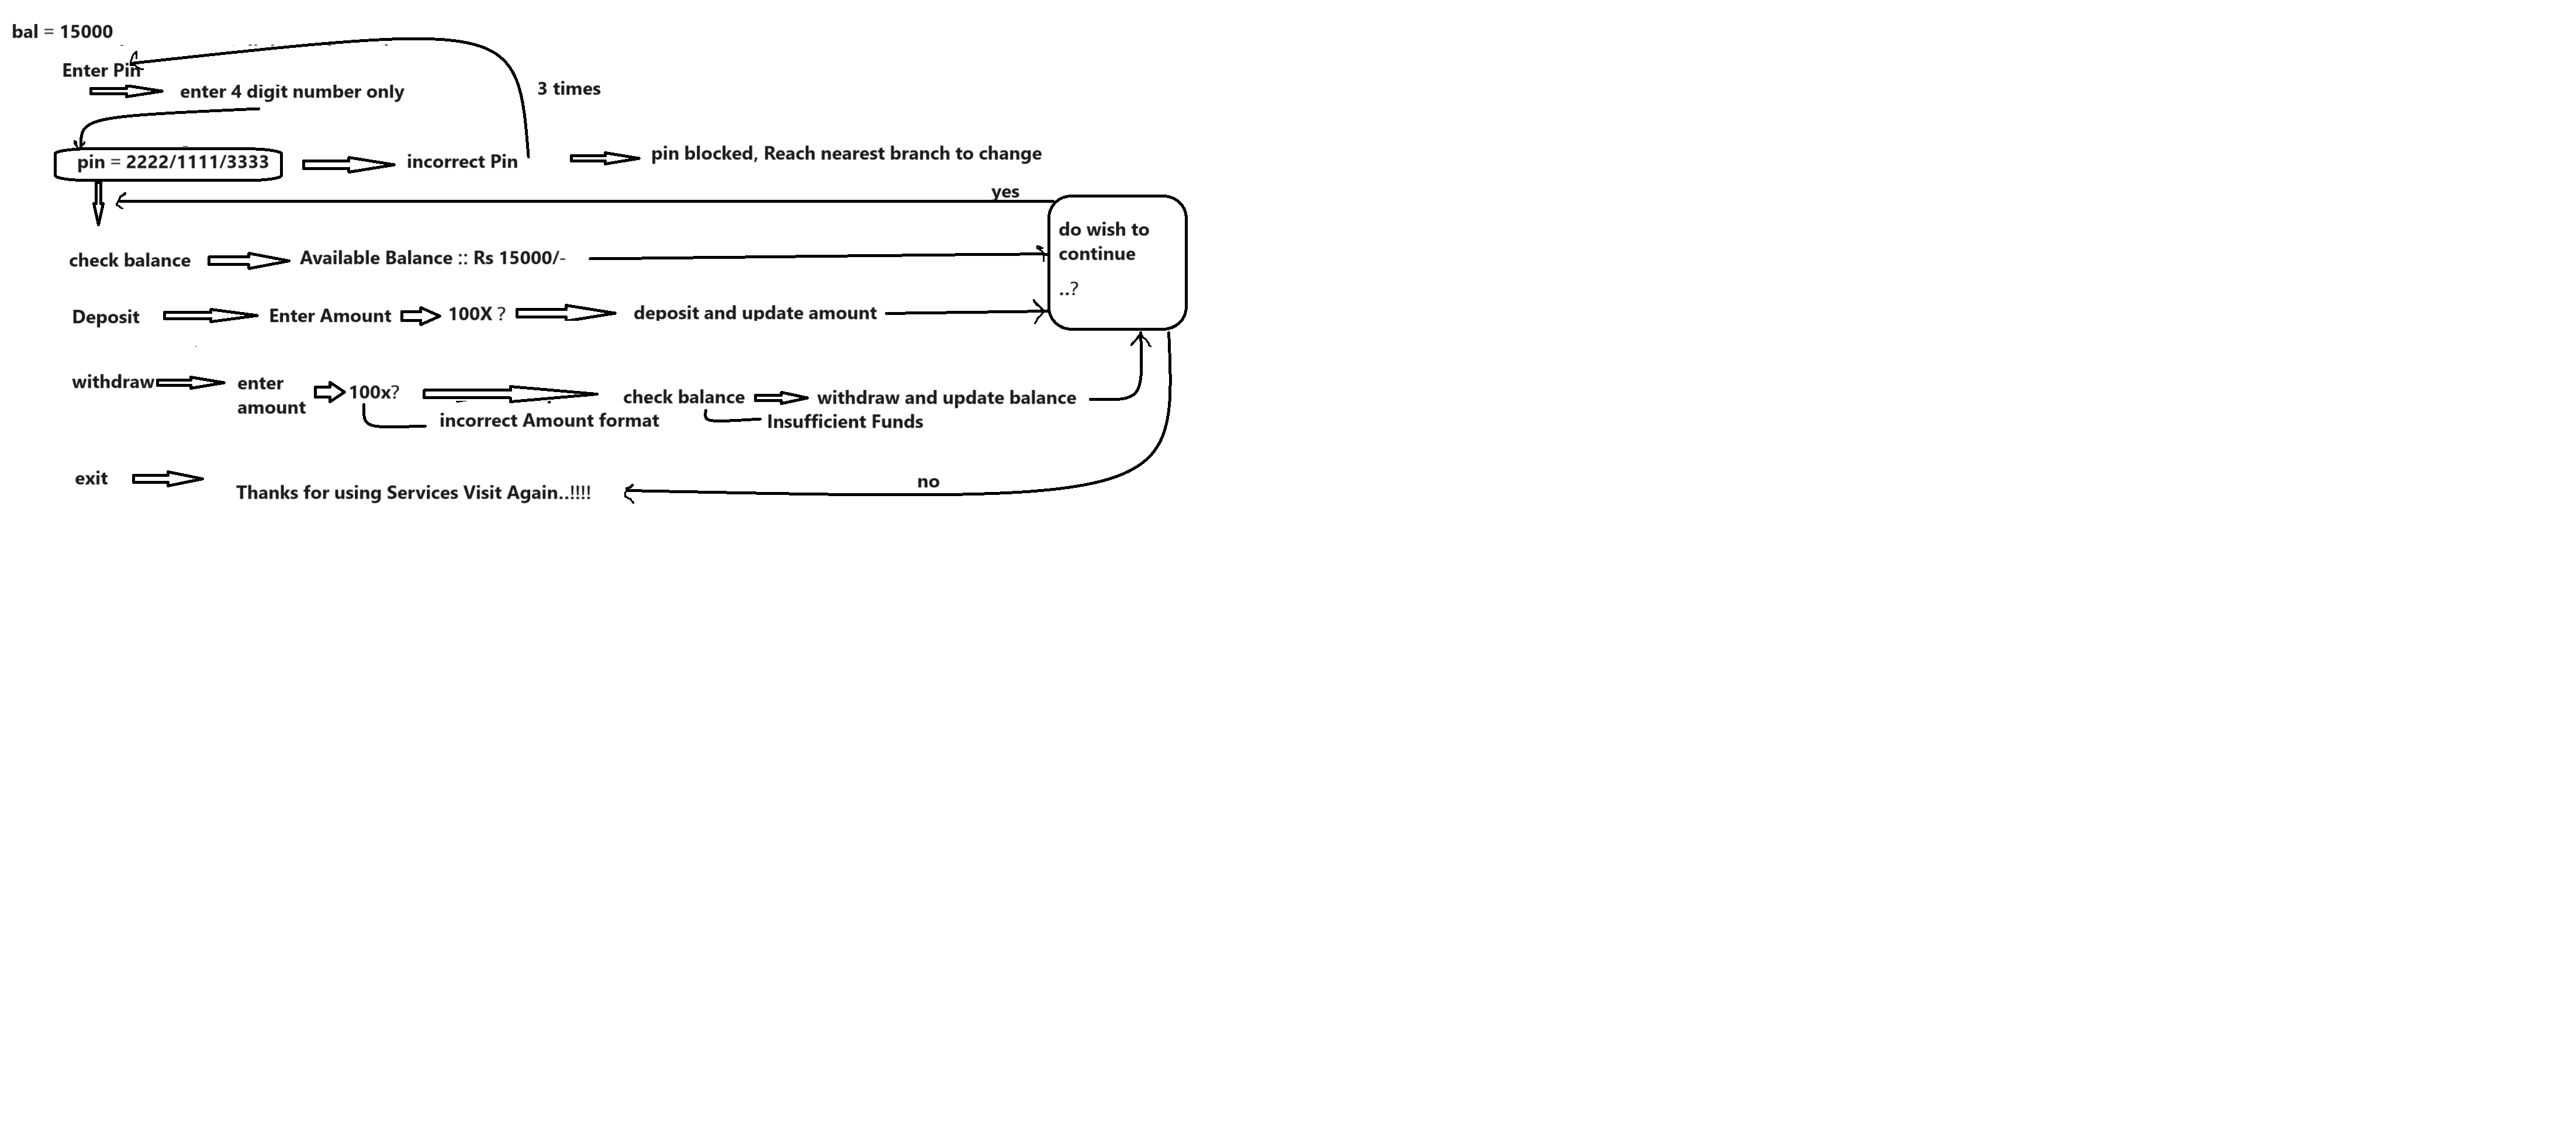 bal = 15000
Enter Pin
enter 4 digit number only
3 times
pin = 2222/1111/3333
incorrect Pin
pin blocked, Reach nearest branch to change
yes
do wish to
continue
..?
check balance
Available Balance :: Rs 15000/-
Deposit
Enter Amount
100X ?
deposit and update amount
withdraw
enter
amount
100x?
check balance
withdraw and update balance
incorrect Amount format
Insufficient Funds
exit
Thanks for using Services Visit Again..!!!!
no